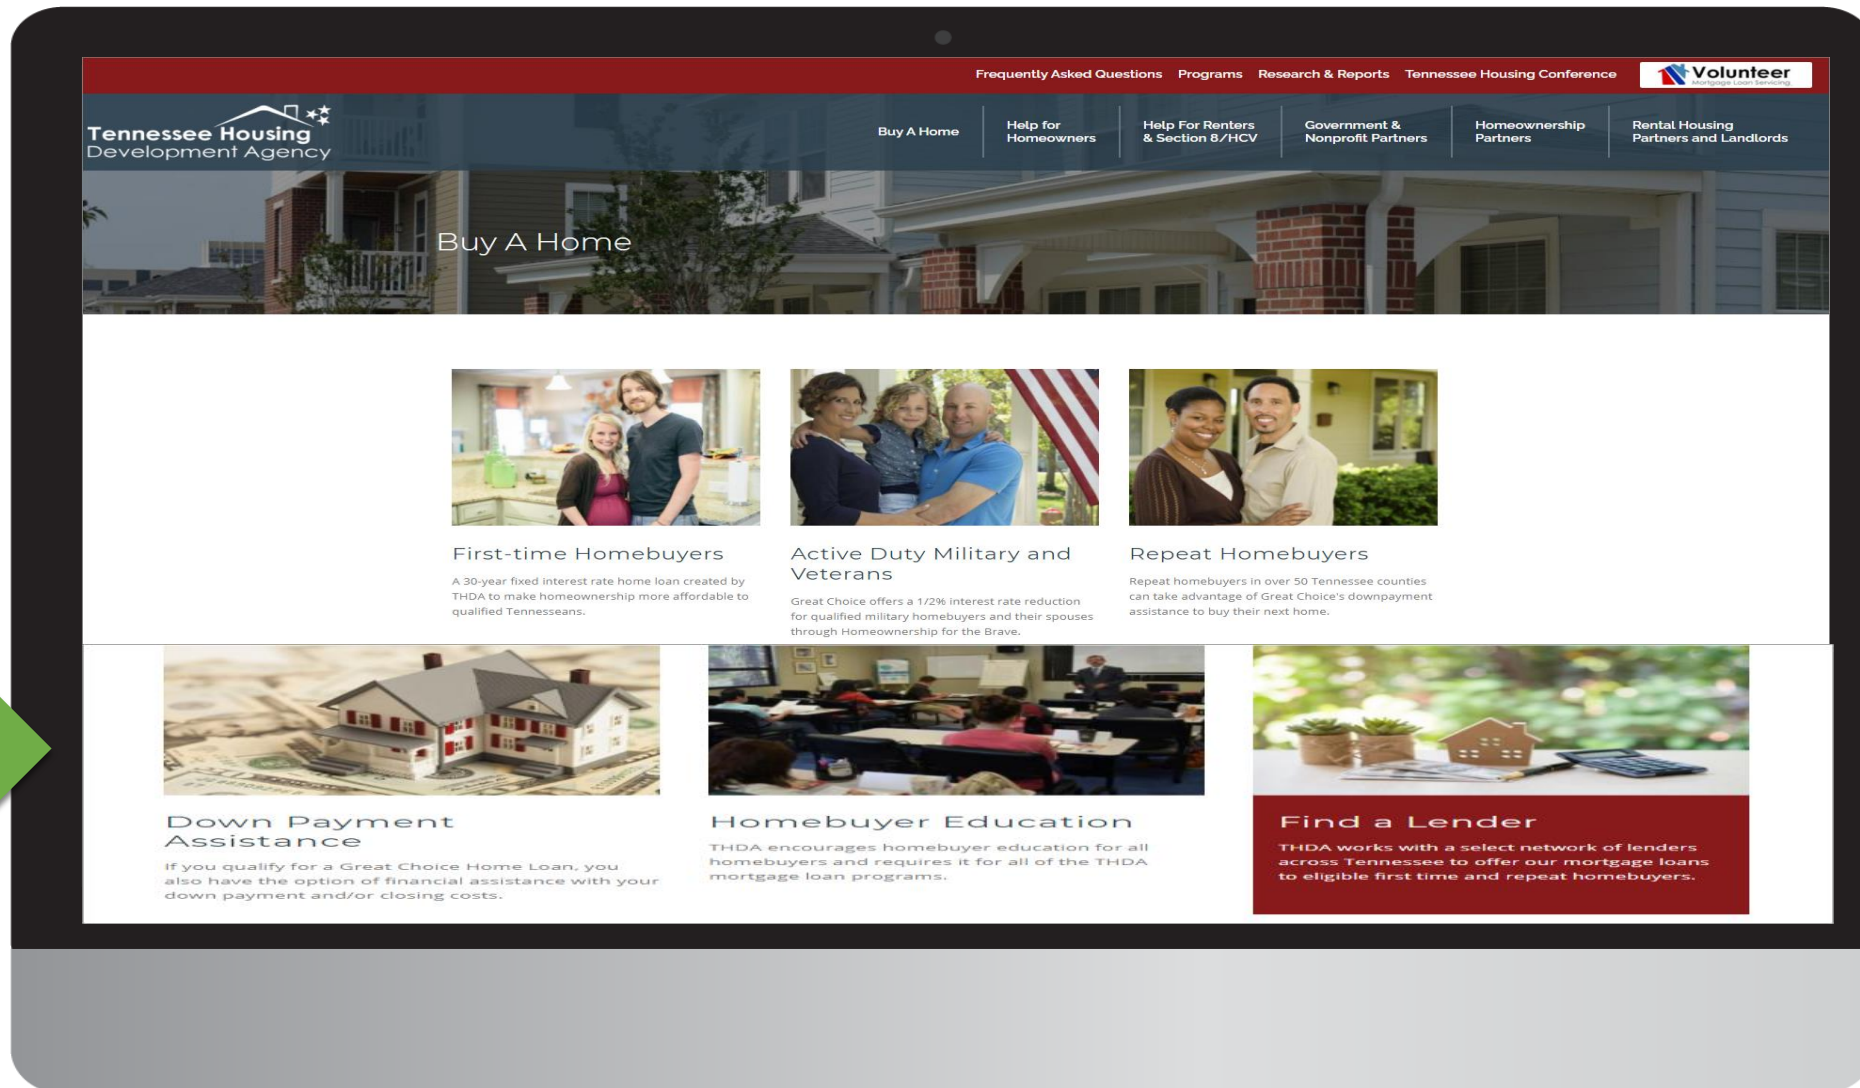 Frequently Asked Questions Programs Research & Reports Tennessee Housing Conference Volunteer
Mortgage Loan Servicing
Tennessee Housing
Development Agency
Buy A Home
Help for
Homeowners
Help For Renters
& Section 8/HCV
Government &
Nonprofit Partners
Homeownership
Partners
Rental Housing
Partners and Landlords
Buy A Home
First-time Homebuyers
A 30-year fixed interest rate home loan created by
THDA to make homeownership more affordable to
qualified Tennesseans.
Active Duty Military and
Veterans
Great Choice offers a 1/2% interest rate reduction
for qualified military homebuyers and their spouses
through Homeownership for the Brave.
Repeat Homebuyers
Repeat homebuyers in over 50 Tennessee counties
can take advantage of Great Choice's downpayment
assistance to buy their next home.
Down Payment
Assistance
If you qualify for a Great Choice Home Loan, you
also have the option of financial assistance with your
down payment and/or closing costs.
Homebuyer Education
THDA encourages homebuyer education for all
homebuyers and requires it for all of the THDA
mortgage loan programs.
Find a Lender
THDA works with a select network of lenders
across Tennessee to offer our mortgage loans
to eligible first time and repeat homebuyers.